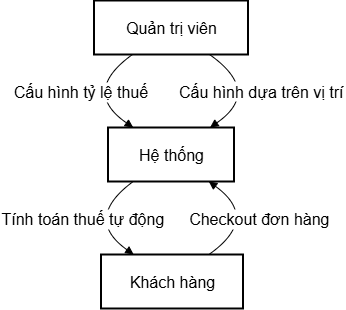 Quản trị viên
Cấu hình tỷ lệ thuế
Cấu hình dựa trên vị trí
Hệ thống
Tính toán thuế tự động
Checkout đơn hàng
Khách hàng